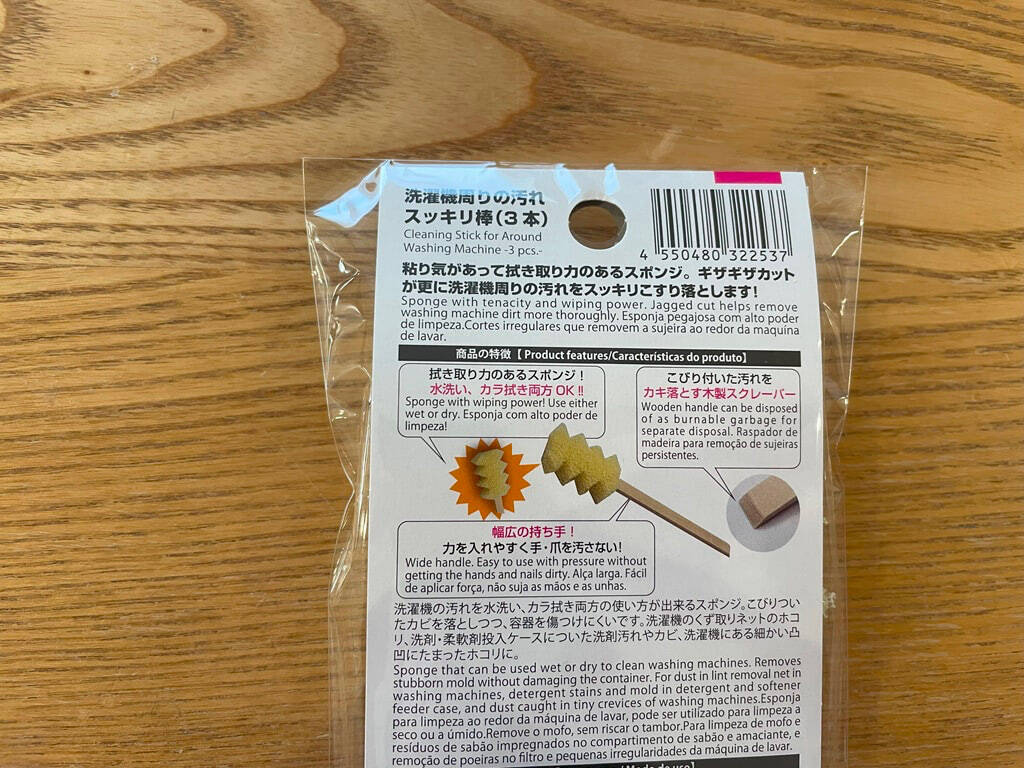 洗濯機周りの汚れ
スッキリ棒(3本)
Cleaning Stick for Around
Washing Machine -3 pcs.-
4 550480 322537
粘り気があって拭き取り力のあるスポンジ。ギザギザカット
が更に洗濯機周りの汚れをスッキリこすり落とします!
Sponge with tenacity and wiping power. Jagged cut helps remove
washing machine dirt more thoroughly. Esponja pegajosa com alto poder
de limpeza.Cortes irregulares que removem a sujeira ao redor da maquína
de lavar.
商品の特徴【 Product features/Características do produto】
拭き取り力のあるスポンジ!
水洗い、カラ拭き両方OK!!
Sponge with wiping power! Use either
wet or dry. Esponja com alto poder de
limpeza!
こびり付いた汚れを
カキ落とす木製スクレーバー
Wooden handle can be disposed
of as burnable garbage for
separate disposal. Raspador de
madeira para remoção de sujeiras
persistentes.
幅広の持ち手!
力を入れやすく手・爪を汚さない!
Wide handle. Easy to use with pressure without
getting the hands and nails dirty. Alça larga. Fácil
de aplicar força, não suja as mãos e as unhas.
洗濯機の汚れを水洗い、カラ拭き両方の使い方が出来るスポンジ。こびりつい
たカビを落としつつ、容器を傷つけにくいです。洗濯機のくず取りネットのホコ
リ、洗剤・柔軟剤投入ケースについた洗剤汚れやカビ、洗濯機にある細かい凸
凹にたまったホコリに。
Sponge that can be used wet or dry to clean washing machines. Removes
stubborn mold without damaging the container. For dust in lint removal net in
washing machines, detergent stains and mold in detergent and softener
feeder case, and dust caught in tiny crevices of washing machines.Esponja
para limpeza ao redor da máquina de lavar, pode ser utilizado para limpeza a
seco ou a úmido.Remove o mofo, sem riscar o tambor.Para limpeza de mofo e
resíduos de sabão impregnados no compartimento de sabão e amaciante, e
remoção de poeiras no filtro e pequenas irregularidades da máquina de lavar.